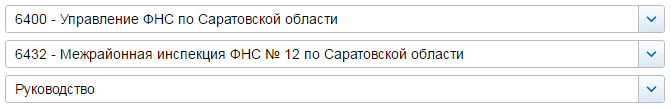 6400 - Управление ФНС по Саратовской области
6432 - Межрайонная инспекция ФНС № 12 по Саратовской области
Руководство